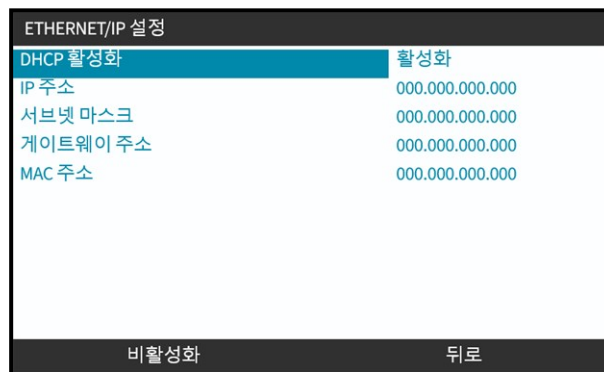 ETHERNET/IP 설정
DHCP 활성화 활성화
IP 주소 000.000.000.000
서브넷 마스크 000.000.000.000
게이트웨이 주소 000.000.000.000
MAC 주소 000.000.000.000
비활성화 뒤로